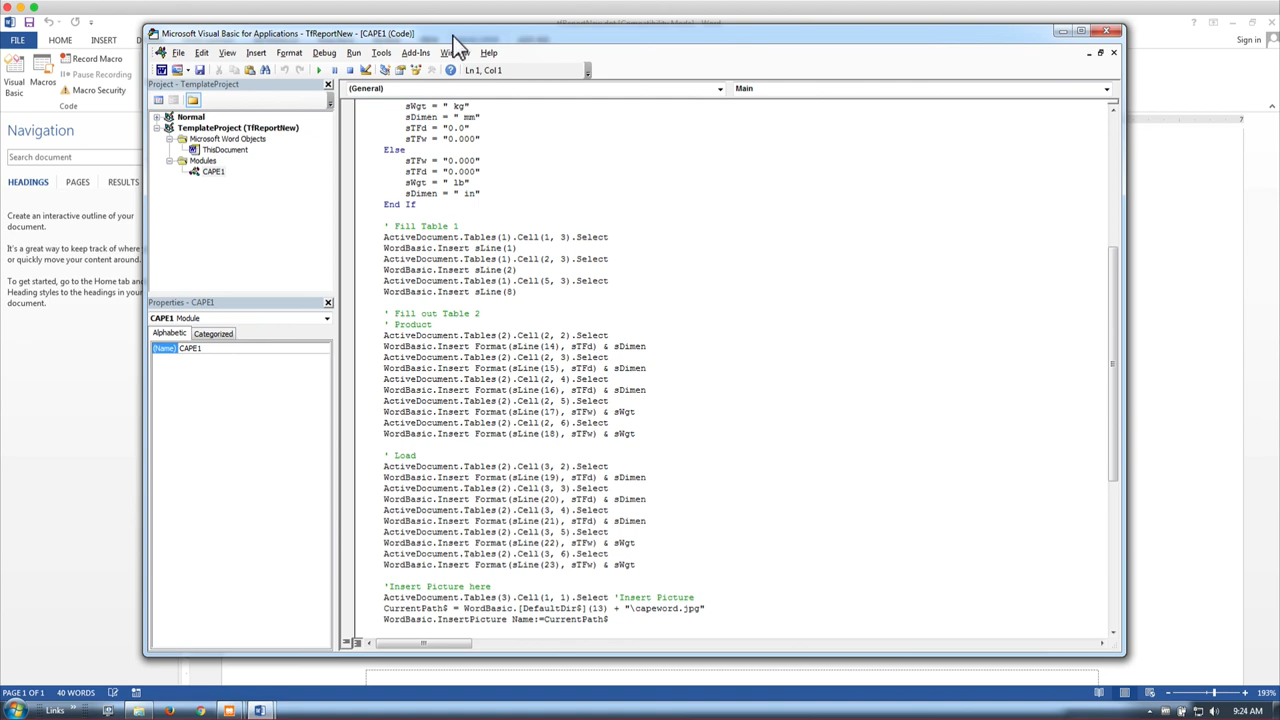 tfReportNew.dot [Compatibility Mode] - Word
FILE HOME INSERT
Sign in
Visual Basic
Macros
Record Macro
Pause Recording
Macro Security
Code
Navigation
Search document
HEADINGS PAGES RESULTS
Create an interactive outline of your
document.
It's a great way to keep track of where
or quickly move your content around.
To get started, go to the Home tab and
Heading styles to the headings in your
document.
Microsoft Visual Basic for Applications - TfReportNew - [CAPE1 (Code)]
File Edit View Insert Format Debug Run Tools Add-Ins Window Help
Ln 1, Col 1
Project - TemplateProject
Normal
TemplateProject (TfReportNew)
Microsoft Word Objects
ThisDocument
Modules
CAPE1
Properties - CAPE1
CAPE1 Module
Alphabetic Categorized
(Name) CAPE1
(General) Main
sWgt = " kg"
sDimen = " mm"
sTFd = "0.0"
sTFw = "0.000"
Else
sTFw = "0.000"
sTFd = "0.000"
sWgt = " lb"
sDimen = " in"
End If
' Fill Table 1
ActiveDocument.Tables(1).Cell(1, 3).Select
WordBasic.Insert sLine(1)
ActiveDocument.Tables(1).Cell(2, 3).Select
WordBasic.Insert sLine(2)
ActiveDocument.Tables(1).Cell(5, 3).Select
WordBasic.Insert sLine(8)
' Fill out Table 2
' Product
ActiveDocument.Tables(2).Cell(2, 2).Select
WordBasic.Insert Format(sLine(14), sTFd) & sDimen
ActiveDocument.Tables(2).Cell(2, 3).Select
WordBasic.Insert Format(sLine(15), sTFd) & sDimen
ActiveDocument.Tables(2).Cell(2, 4).Select
WordBasic.Insert Format(sLine(16), sTFd) & sDimen
ActiveDocument.Tables(2).Cell(2, 5).Select
WordBasic.Insert Format(sLine(17), sTFw) & sWgt
ActiveDocument.Tables(2).Cell(2, 6).Select
WordBasic.Insert Format(sLine(18), sTFw) & sWgt
' Load
ActiveDocument.Tables(2).Cell(3, 2).Select
WordBasic.Insert Format(sLine(19), sTFd) & sDimen
ActiveDocument.Tables(2).Cell(3, 3).Select
WordBasic.Insert Format(sLine(20), sTFd) & sDimen
ActiveDocument.Tables(2).Cell(3, 4).Select
WordBasic.Insert Format(sLine(21), sTFd) & sDimen
ActiveDocument.Tables(2).Cell(3, 5).Select
WordBasic.Insert Format(sLine(22), sTFw) & sWgt
ActiveDocument.Tables(2).Cell(3, 6).Select
WordBasic.Insert Format(sLine(23), sTFw) & sWgt
'Insert Picture here
ActiveDocument.Tables(3).Cell(1, 1).Select 'Insert Picture
CurrentPath$ = WordBasic.[DefaultDir$](13) + "\capeword.jpg"
WordBasic.InsertPicture Name:=CurrentPath$
7
PAGE 1 OF 1 40 WORDS
193%
Links
9:24 AM